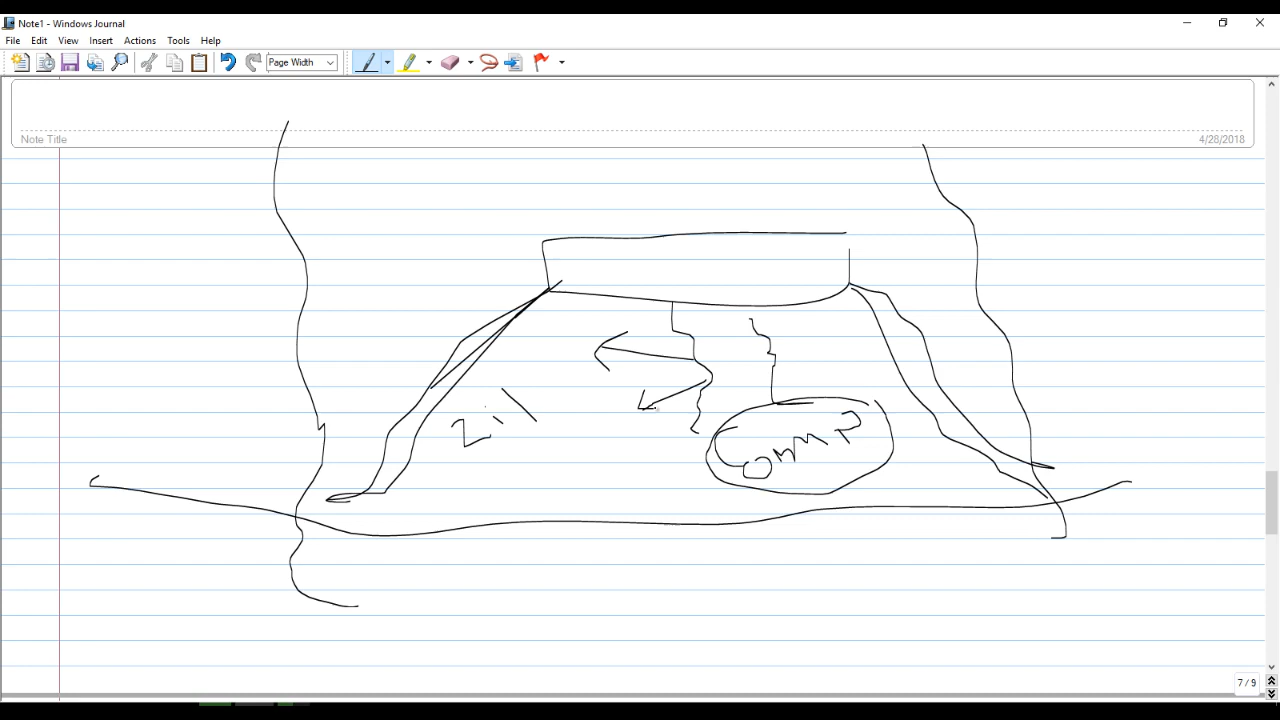 Note1 - Windows Journal
File Edit View Insert Actions Tools Help
Page Width
Note Title
4/28/2018
Comp
7 / 9